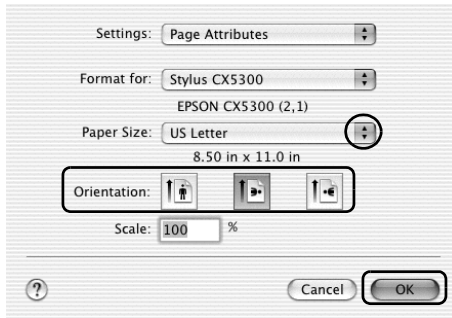 Settings: Page Attributes
Format for: Stylus CX5300
EPSON CX5300 (2,1)
Paper Size: US Letter
8.50 in x 11.0 in
Orientation:
Scale: 100 %
? Cancel OK